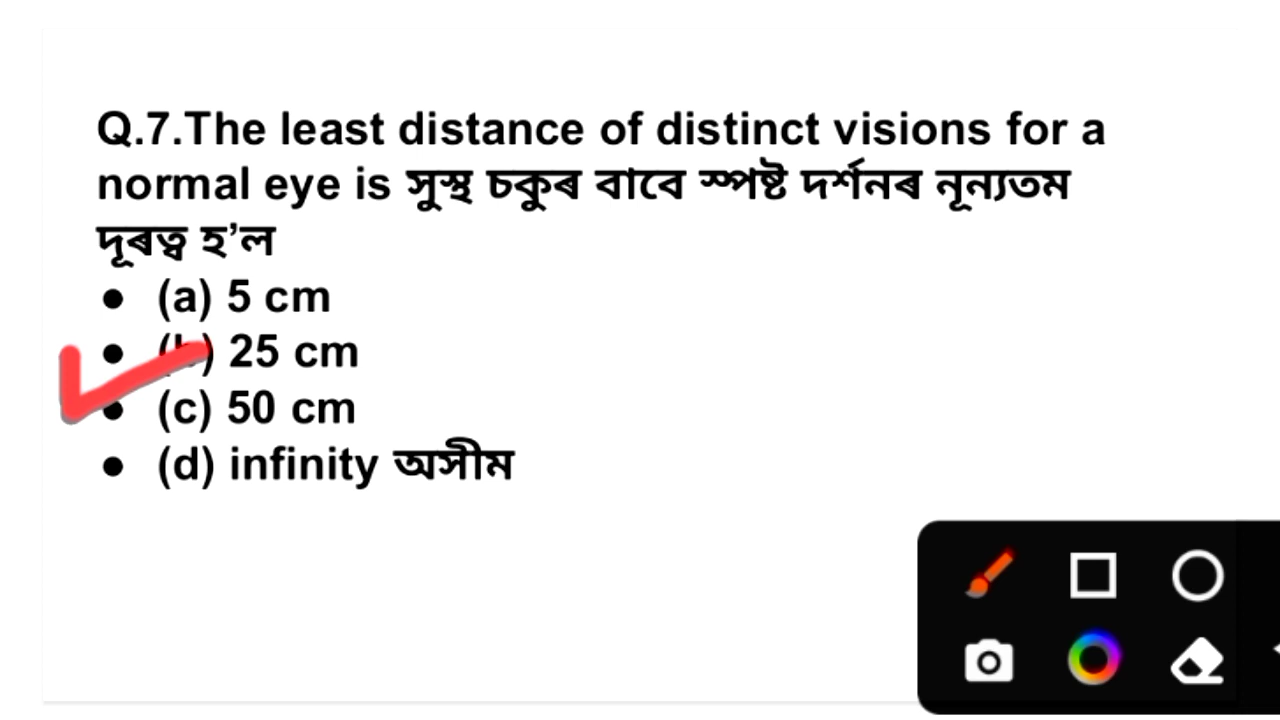 Q.7.The least distance of distinct visions for a
normal eye is সুস্থ চকুৰ বাবে স্পষ্ট দৰ্শনৰ নূন্যতম
দূৰত্ব হ’ল
● (a) 5 cm
● (b) 25 cm
● (c) 50 cm
● (d) infinity অসীম